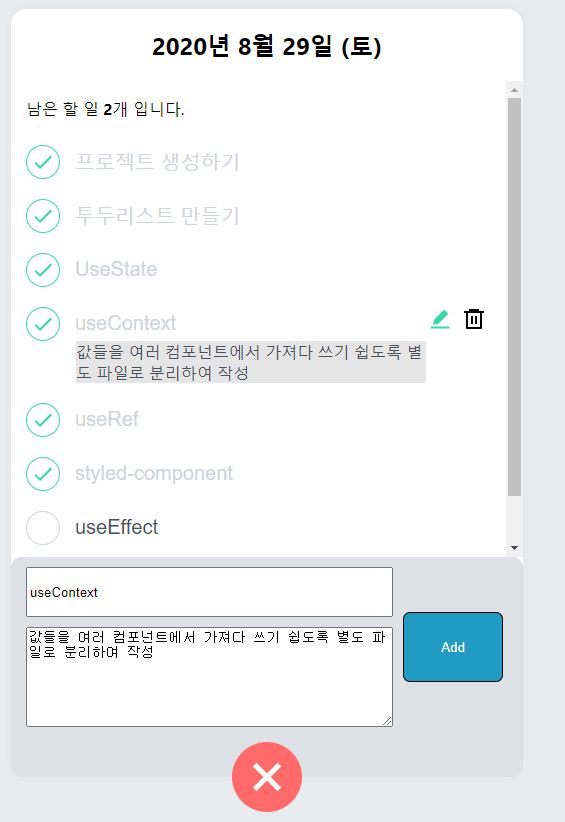 2020년 8월 29일 (토)
남은 할 일 2개 입니다.
프로젝트 생성하기
투두리스트 만들기
UseState
useContext
값들을 여러 컴포넌트에서 가져다 쓰기 쉽도록 별
도 파일로 분리하여 작성
useRef
styled-component
useEffect
useContext
값들을 여러 컴포넌트에서 가져다 쓰기 쉽도록 별도 파
일로 분리하여 작성
Add